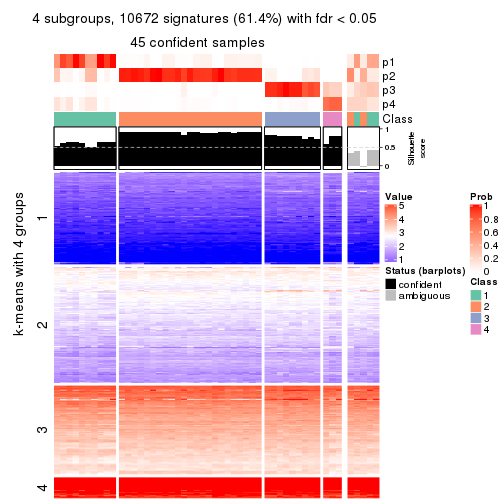 4 subgroups, 10672 signatures (61.4%) with fdr < 0.05
45 confident samples
p1
p2
p3
p4
Class
1
0.5
0
Silhouette
score
k-means with 4 groups
1
2
3
4
Value
5
4
3
2
1
Status (barplots)
confident
ambiguous
Prob
1
0.8
0.6
0.4
0.2
0
Class
1
2
3
4